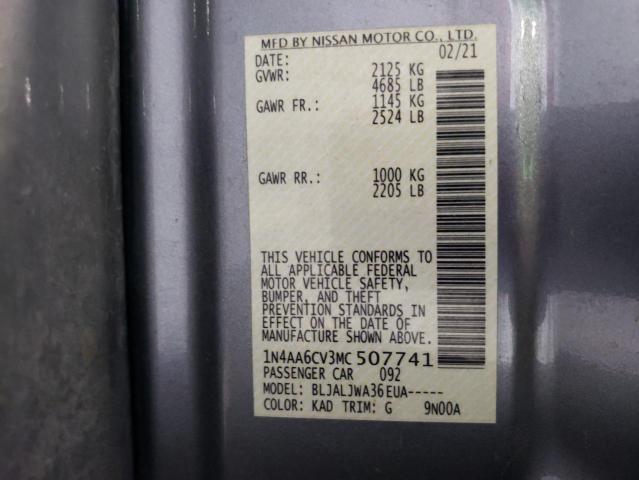 MFD BY NISSAN MOTOR CO., LTD.
DATE: 02/21
GVWR: 2125 KG
4685 LB
GAWR FR.: 1145 KG
2524 LB
GAWR RR.: 1000 KG
2205 LB
THIS VEHICLE CONFORMS TO
ALL APPLICABLE FEDERAL
MOTOR VEHICLE SAFETY,
BUMPER, AND THEFT
PREVENTION STANDARDS IN
EFFECT ON THE DATE OF
MANUFACTURE SHOWN ABOVE.
1N4AA6CV3MC507741
PASSENGER CAR 092
MODEL: BLJALJWA36EUA-----
COLOR: KAD TRIM: G 9N00A